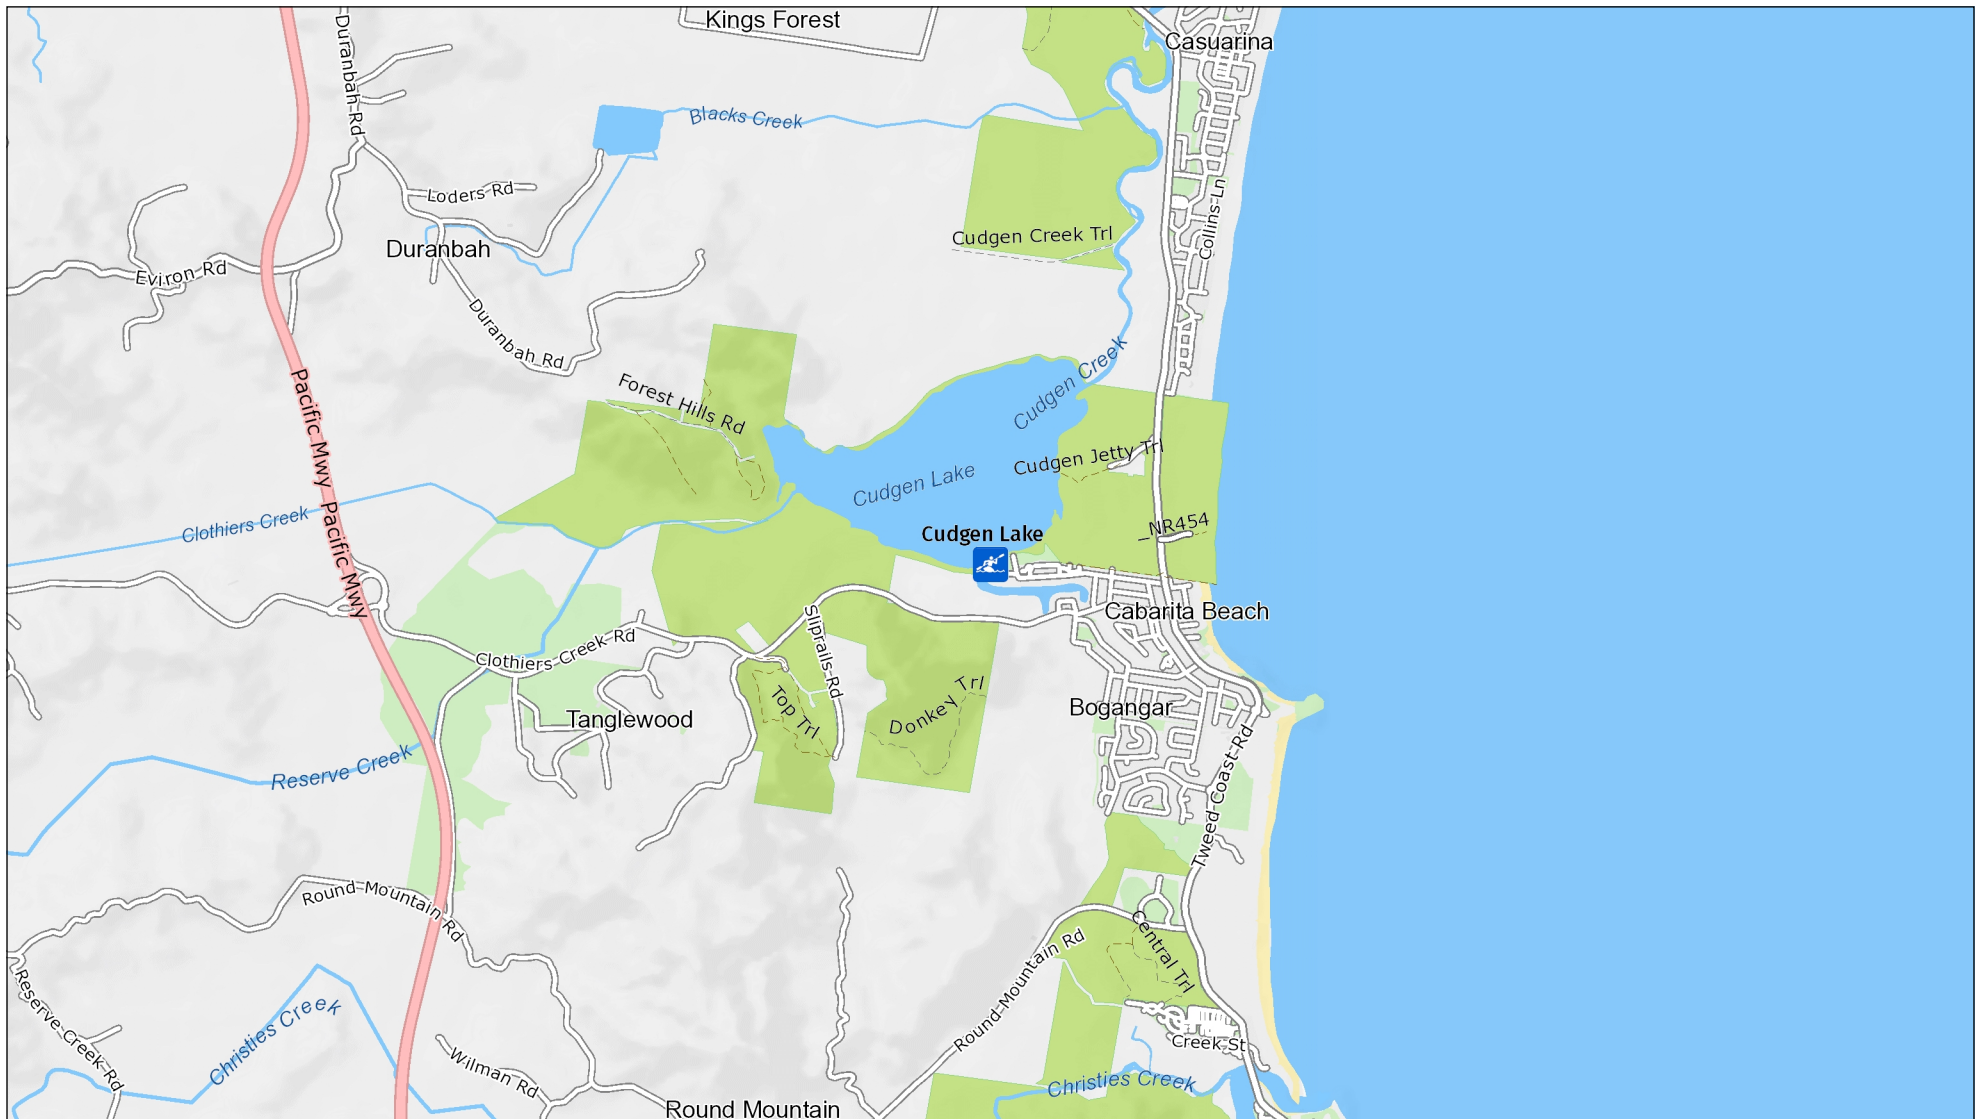 Kings Forest
Casuarina
Duranbah Rd
Blacks Creek
Loders Rd
Collins Ln
Cudgen Creek Trl
Duranbah
Eviron Rd
Duranbah Rd
Cudgen Creek
Forest Hills Rd
Pacific Mwy
Cudgen Jetty Trl
Cudgen Lake
Pacific Mwy
Clothiers Creek
_NR454
Cudgen Lake
Cabarita Beach
Clothiers Creek Rd
Sliprails Rd
Donkey Trl
Top Trl
Tanglewood
Bogangar
Reserve Creek
Tweed Coast Rd
Round Mountain Rd
Central Trl
Round Mountain Rd
Reserve Creek Rd
Christies Creek
Creek St
Wilman Rd
Christies Creek
Round Mountain